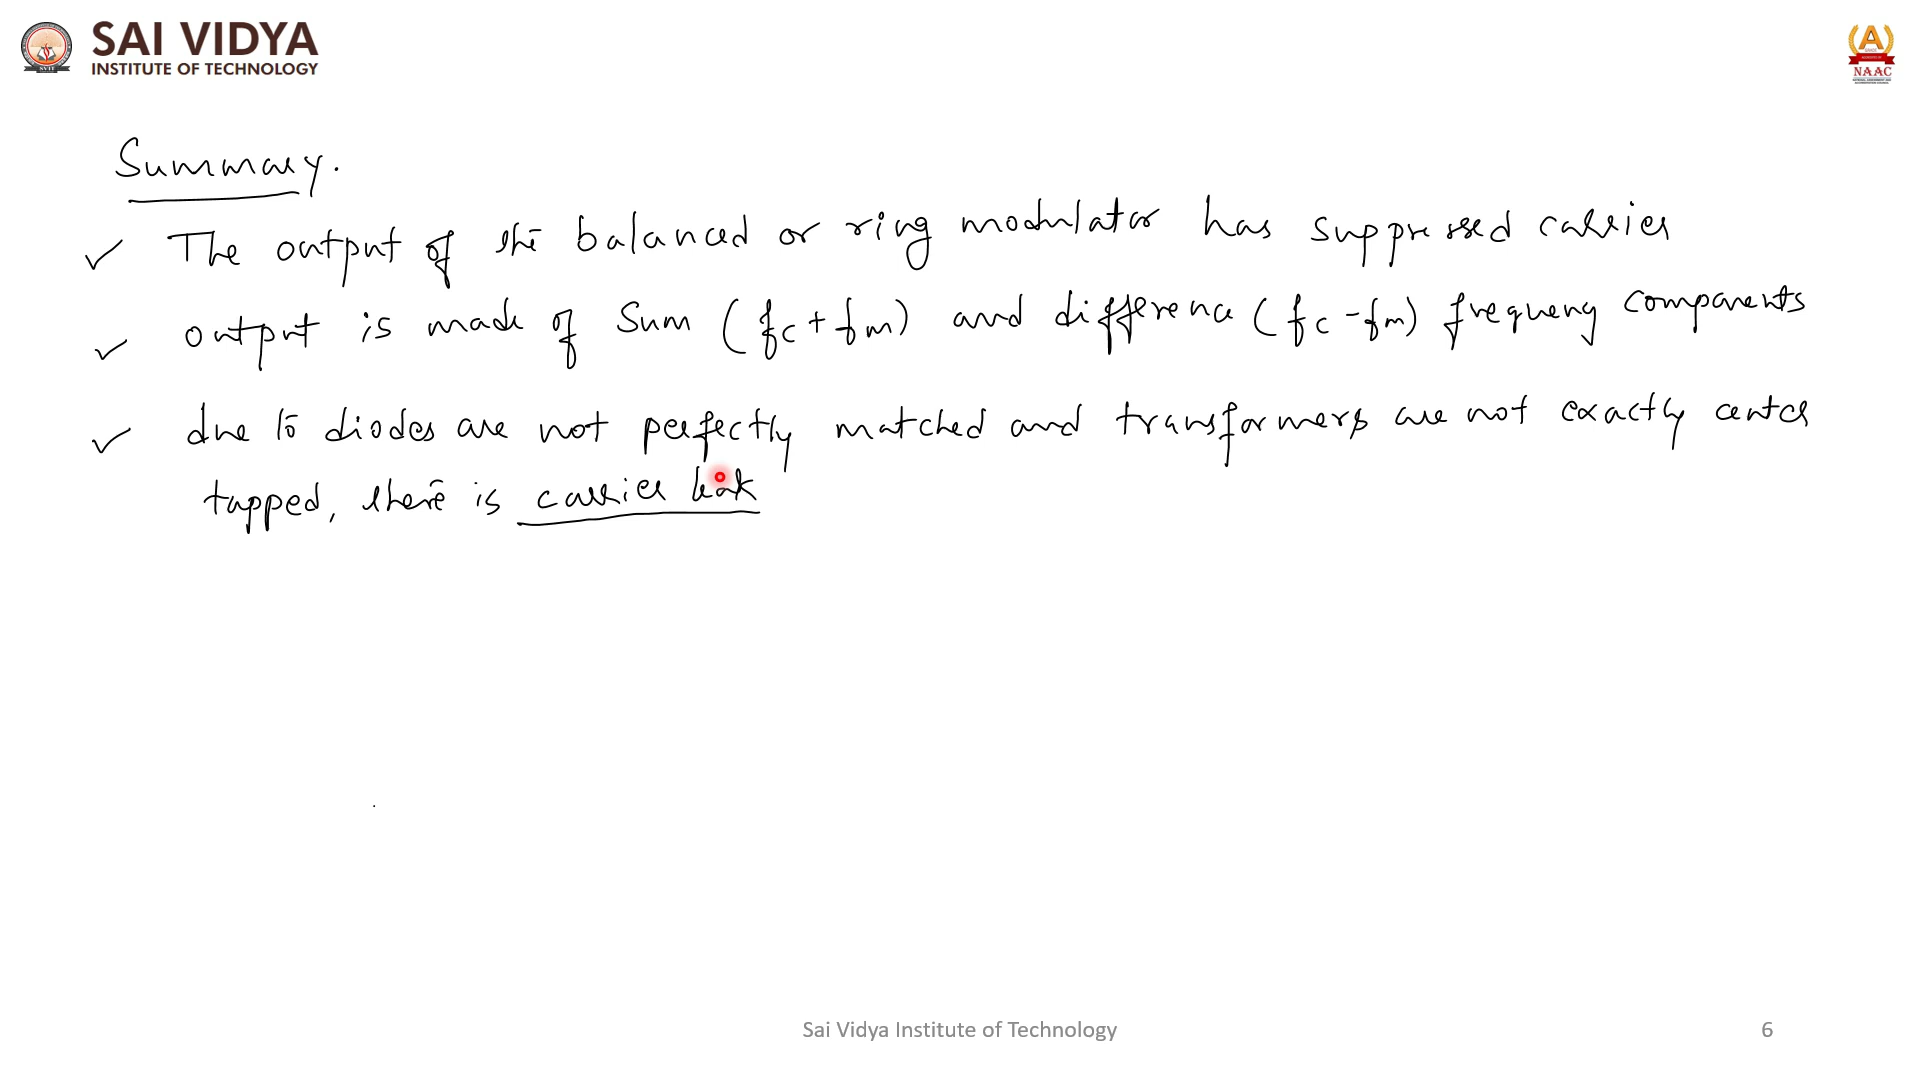 SAI VIDYA
INSTITUTE OF TECHNOLOGY
NAAC
Summary.
✓ The output of the balanced or ring modulator has suppressed carrier
✓ output is made of Sum (fc + fm) and difference (fc - fm) frequency components
✓ due to diodes are not perfectly matched and transformers are not exactly center
tapped, there is carrier leak
Sai Vidya Institute of Technology
6